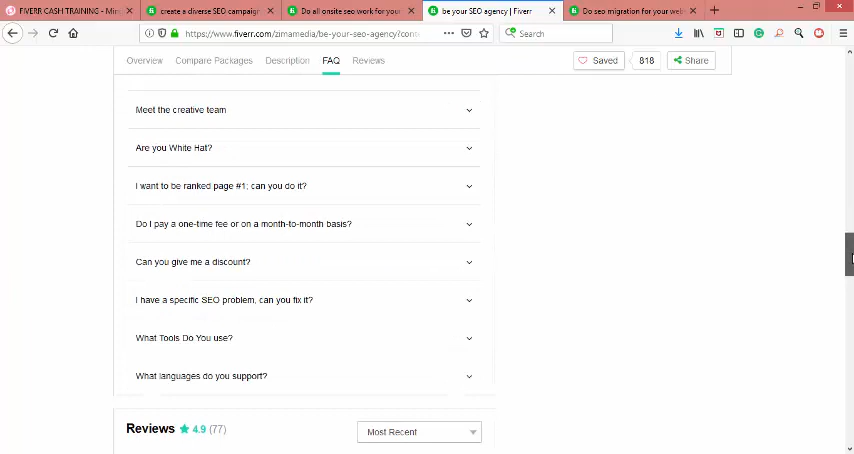 FIVERR CASH TRAINING - Min
create a diverse SEO campaign
Do all onsite seo work for your
be your SEO agency | Fiverr
Do seo migration for your web
https://www.fiverr.com/zimamedia/be-your-seo-agency?conte
Search
Overview Compare Packages Description FAQ Reviews
Saved 818 Share
Meet the creative team
Are you White Hat?
I want to be ranked page #1; can you do it?
Do I pay a one-time fee or on a month-to-month basis?
Can you give me a discount?
I have a specific SEO problem, can you fix it?
What Tools Do You use?
What languages do you support?
Reviews 4.9 (77)
Most Recent